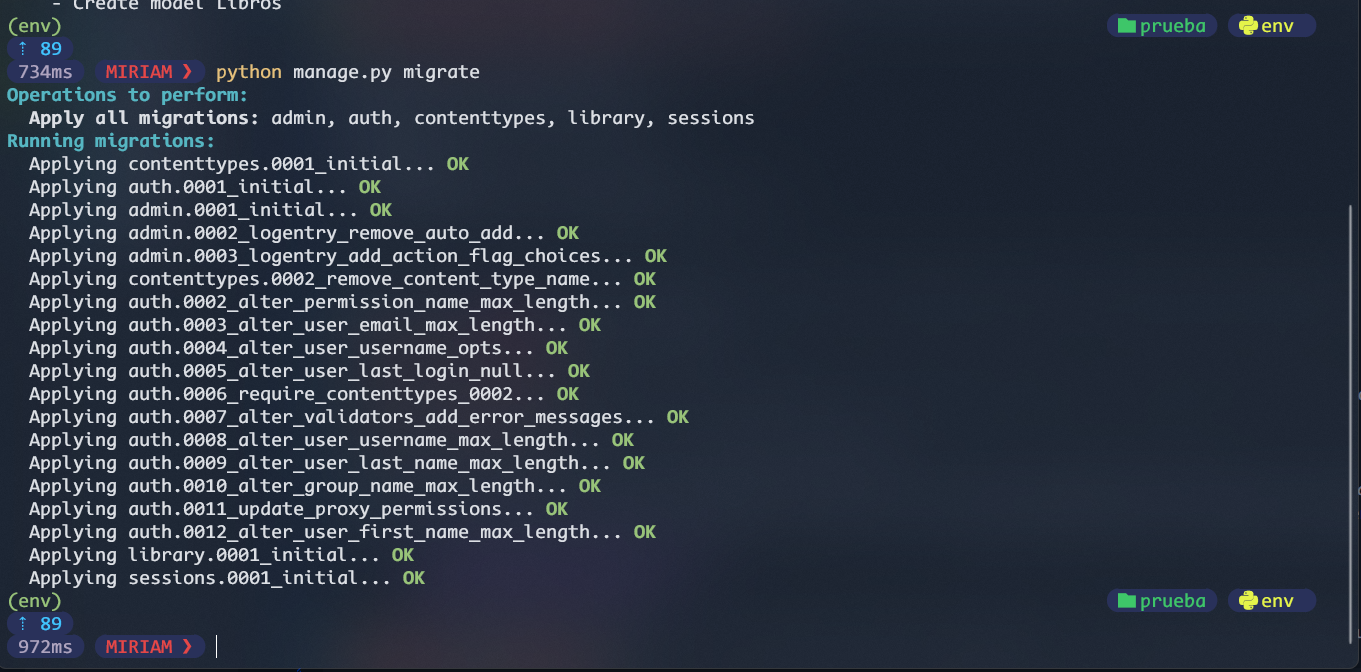 - Create model Libros
(env) prueba env
⇡ 89
734ms MIRIAM ❯ python manage.py migrate
Operations to perform:
Apply all migrations: admin, auth, contenttypes, library, sessions
Running migrations:
Applying contenttypes.0001_initial... OK
Applying auth.0001_initial... OK
Applying admin.0001_initial... OK
Applying admin.0002_logentry_remove_auto_add... OK
Applying admin.0003_logentry_add_action_flag_choices... OK
Applying contenttypes.0002_remove_content_type_name... OK
Applying auth.0002_alter_permission_name_max_length... OK
Applying auth.0003_alter_user_email_max_length... OK
Applying auth.0004_alter_user_username_opts... OK
Applying auth.0005_alter_user_last_login_null... OK
Applying auth.0006_require_contenttypes_0002... OK
Applying auth.0007_alter_validators_add_error_messages... OK
Applying auth.0008_alter_user_username_max_length... OK
Applying auth.0009_alter_user_last_name_max_length... OK
Applying auth.0010_alter_group_name_max_length... OK
Applying auth.0011_update_proxy_permissions... OK
Applying auth.0012_alter_user_first_name_max_length... OK
Applying library.0001_initial... OK
Applying sessions.0001_initial... OK
(env) prueba env
⇡ 89
972ms MIRIAM ❯